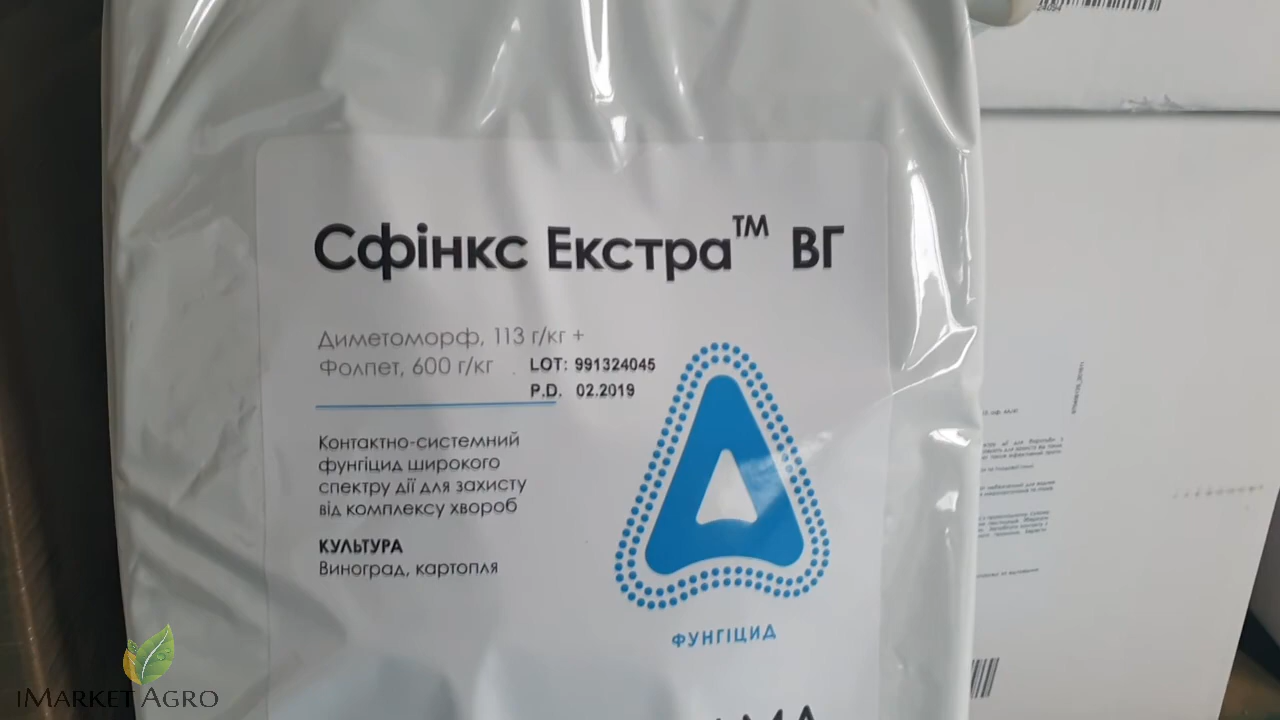 Сфінкс Екстра™ ВГ
Диметоморф, 113 г/кг +
Фолпет, 600 г/кг
LOT: 991324045
P.D. 02.2019
Контактно-системний
фунгіцид широкого
спектру дії для захисту
від комплексу хвороб
КУЛЬТУРА
Виноград, картопля
ФУНГІЦИД
iMARKET AGRO